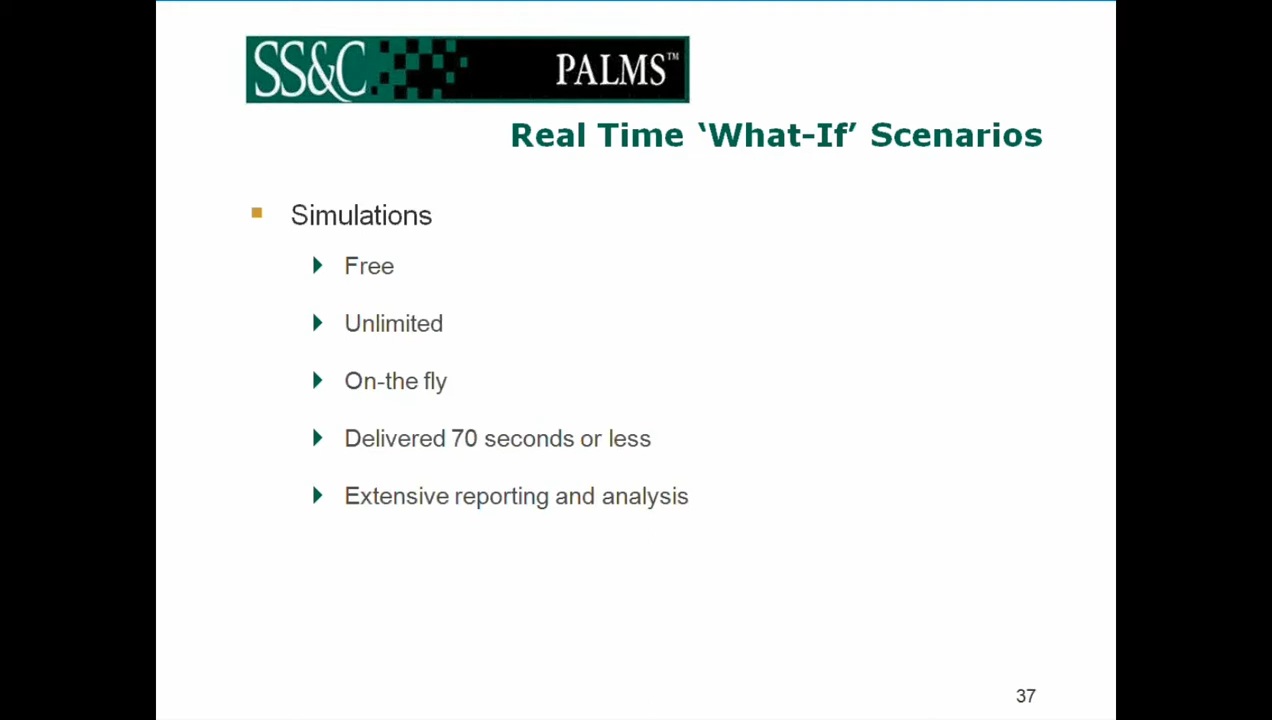 SS&C PALMS™
Real Time ‘What-If’ Scenarios
Simulations
Free
Unlimited
On-the fly
Delivered 70 seconds or less
Extensive reporting and analysis
37